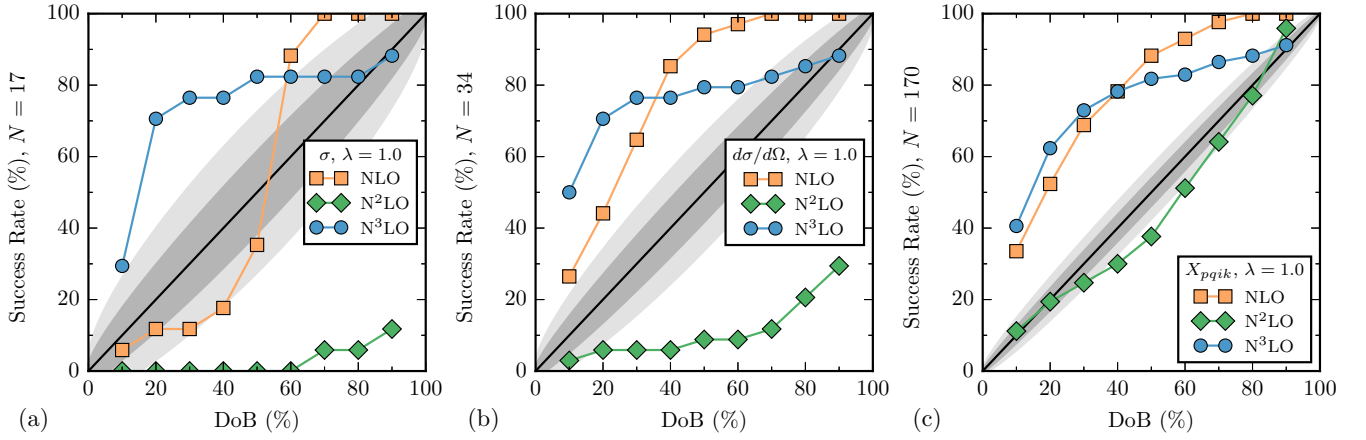 100
80
60
40
20
0
Success Rate (%), N = 17
σ, λ = 1.0
NLO
N²LO
N³LO
0 20 40 60 80 100
DoB (%)
(a)
100
80
60
40
20
0
Success Rate (%), N = 34
dσ/dΩ, λ = 1.0
NLO
N²LO
N³LO
0 20 40 60 80 100
DoB (%)
(b)
100
80
60
40
20
0
Success Rate (%), N = 170
X_{pqik}, λ = 1.0
NLO
N²LO
N³LO
0 20 40 60 80 100
DoB (%)
(c)